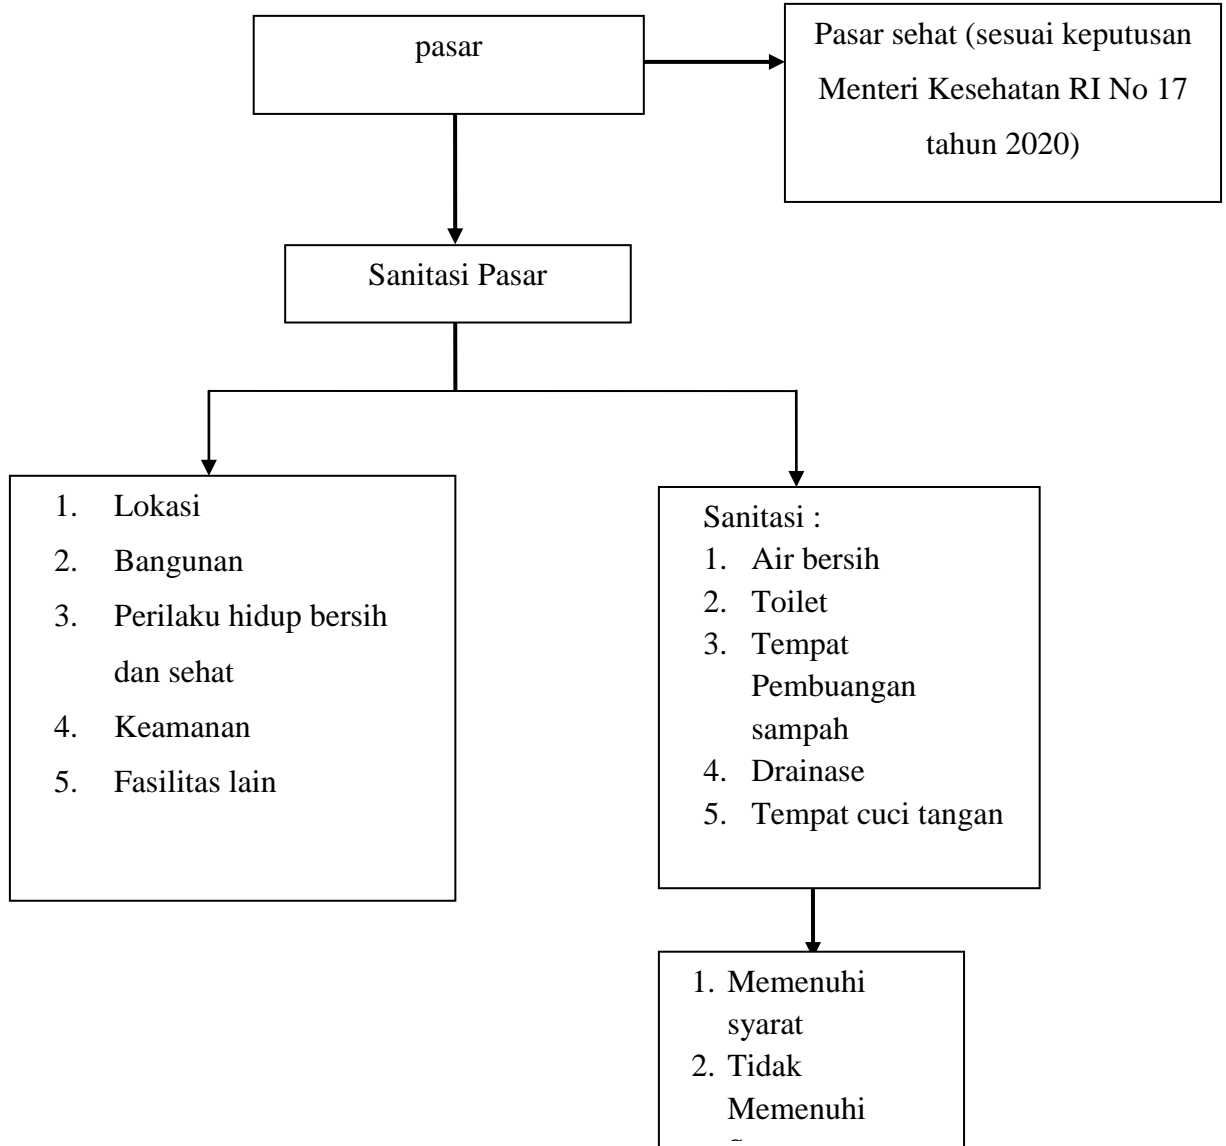 pasar
Pasar sehat (sesuai keputusan
Menteri Kesehatan RI No 17
tahun 2020)
Sanitasi Pasar
1. Lokasi
2. Bangunan
3. Perilaku hidup bersih
dan sehat
4. Keamanan
5. Fasilitas lain
Sanitasi :
1. Air bersih
2. Toilet
3. Tempat
Pembuangan
sampah
4. Drainase
5. Tempat cuci tangan
1. Memenuhi
syarat
2. Tidak
Memenuhi